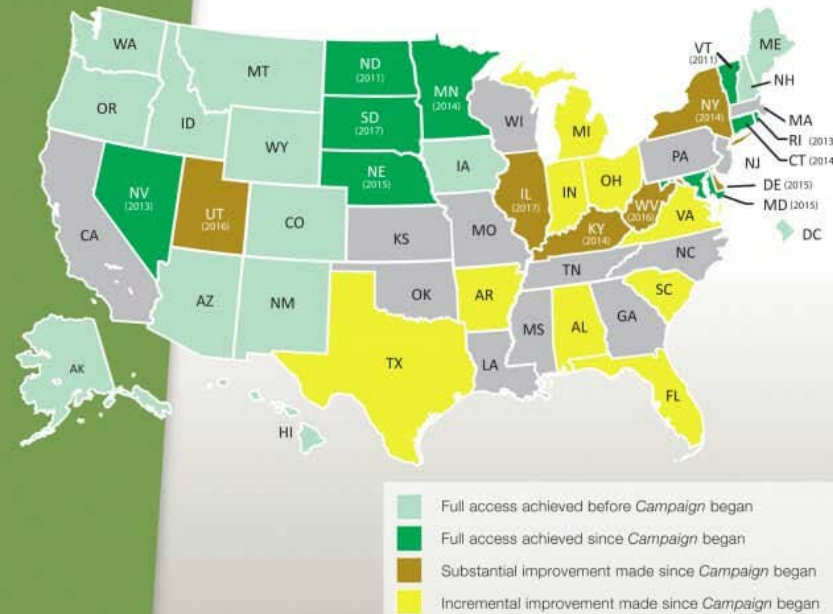 WA
MT
ND
(2011)
MN
(2014)
VT
(2011)
ME
NH
OR
ID
SD
(2017)
WI
MI
NY
(2014)
MA
RI (2013
CT (2014
WY
NE
(2015)
IA
PA
NJ
DE (2015)
MD (2015)
NV
(2013)
UT
(2016)
CO
IL
(2017)
IN
OH
WV
(2016)
VA
DC
CA
KS
MO
KY
(2014)
NC
AZ
NM
OK
AR
TN
SC
MS
AL
GA
AK
TX
LA
FL
HI
Full access achieved before Campaign began
Full access achieved since Campaign began
Substantial improvement made since Campaign began
Incremental improvement made since Campaign began